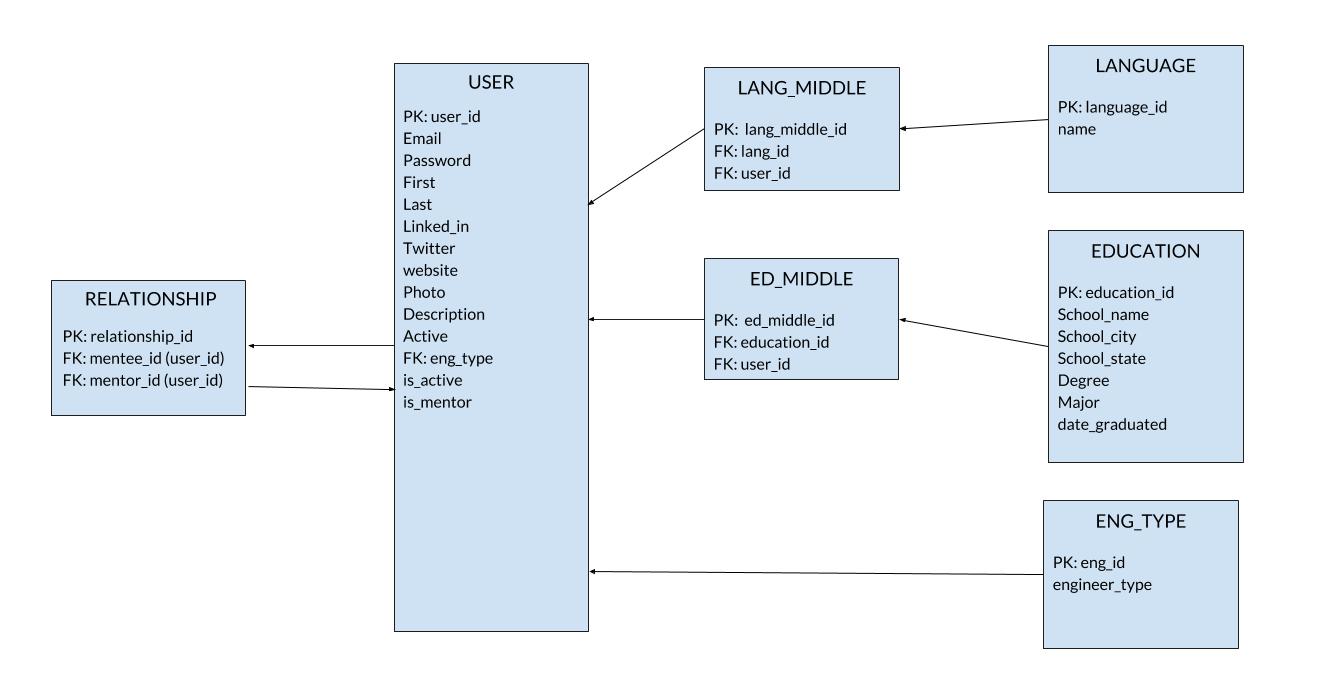 RELATIONSHIP
PK: relationship_id
FK: mentee_id (user_id)
FK: mentor_id (user_id)
USER
PK: user_id
Email
Password
First
Last
Linked_in
Twitter
website
Photo
Description
Active
FK: eng_type
is_active
is_mentor
LANG_MIDDLE
PK: lang_middle_id
FK: lang_id
FK: user_id
ED_MIDDLE
PK: ed_middle_id
FK: education_id
FK: user_id
LANGUAGE
PK: language_id
name
EDUCATION
PK: education_id
School_name
School_city
School_state
Degree
Major
date_graduated
ENG_TYPE
PK: eng_id
engineer_type